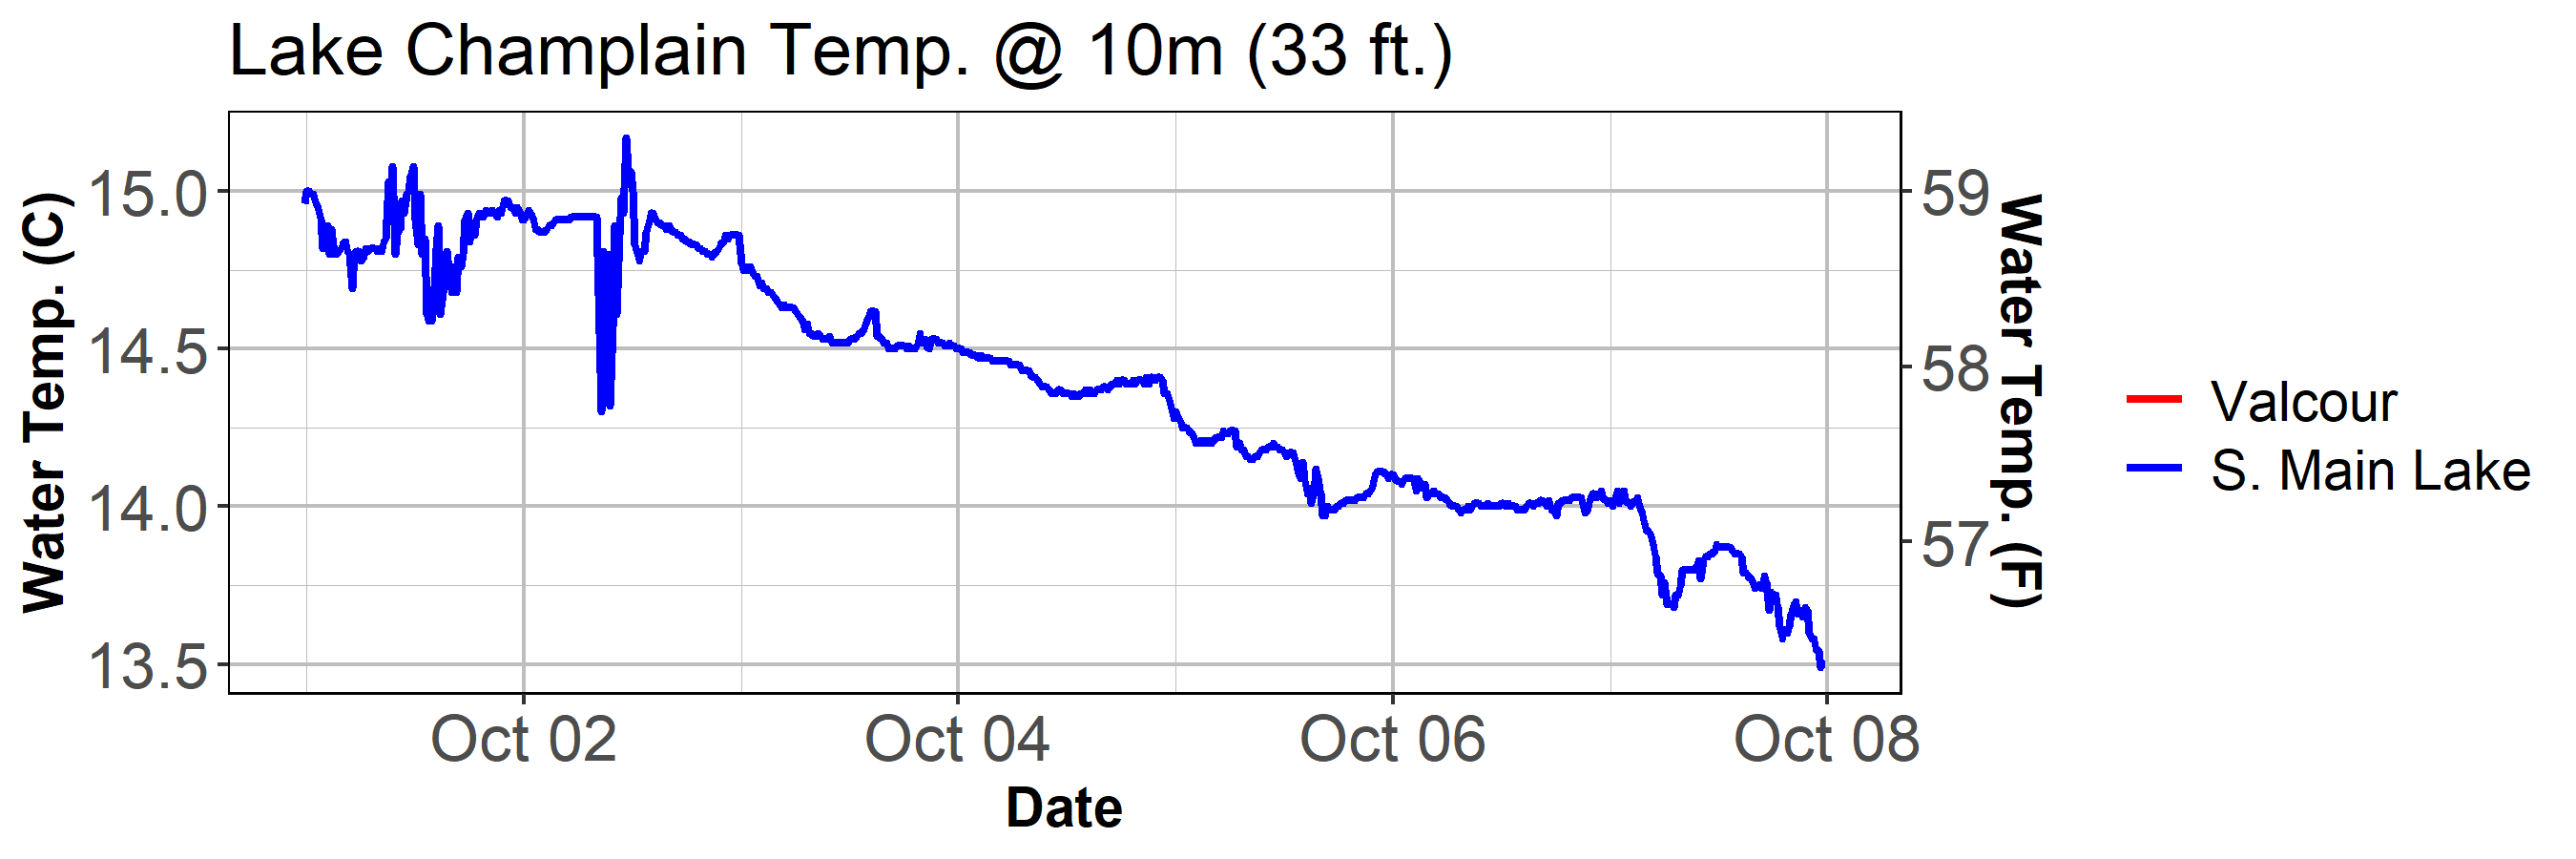 Lake Champlain Temp. @ 10m (33 ft.)
Water Temp. (C)
15.0
14.5
14.0
13.5
59
58
57
Water Temp. (F)
Oct 02
Oct 04
Oct 06
Oct 08
Date
Valcour
S. Main Lake